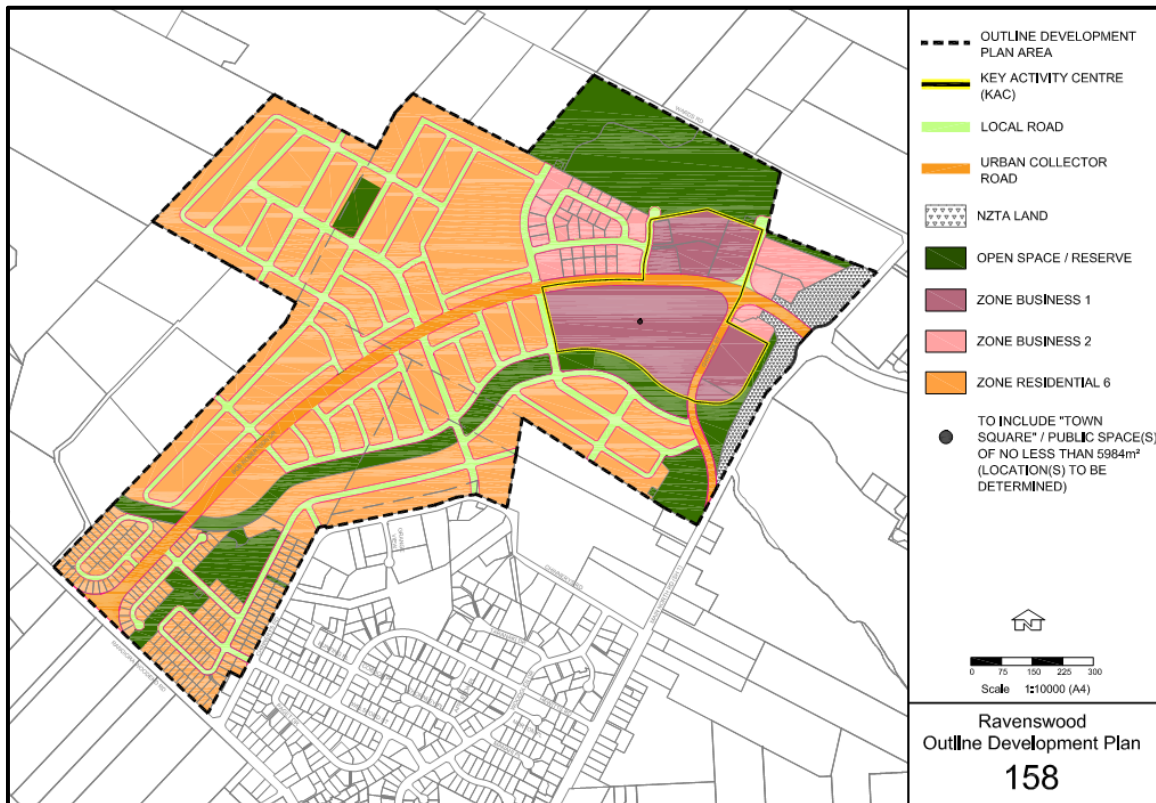 OUTLINE DEVELOPMENT
PLAN AREA
KEY ACTIVITY CENTRE
(KAC)
LOCAL ROAD
URBAN COLLECTOR
ROAD
NZTA LAND
OPEN SPACE / RESERVE
ZONE BUSINESS 1
ZONE BUSINESS 2
ZONE RESIDENTIAL 6
TO INCLUDE "TOWN
SQUARE" / PUBLIC SPACE(S)
OF NO LESS THAN 5984m²
(LOCATION(S) TO BE
DETERMINED)
N
0 75 150 225 300
Scale 1:10000 (A4)
Ravenswood
Outline Development Plan
158
WARDS RD